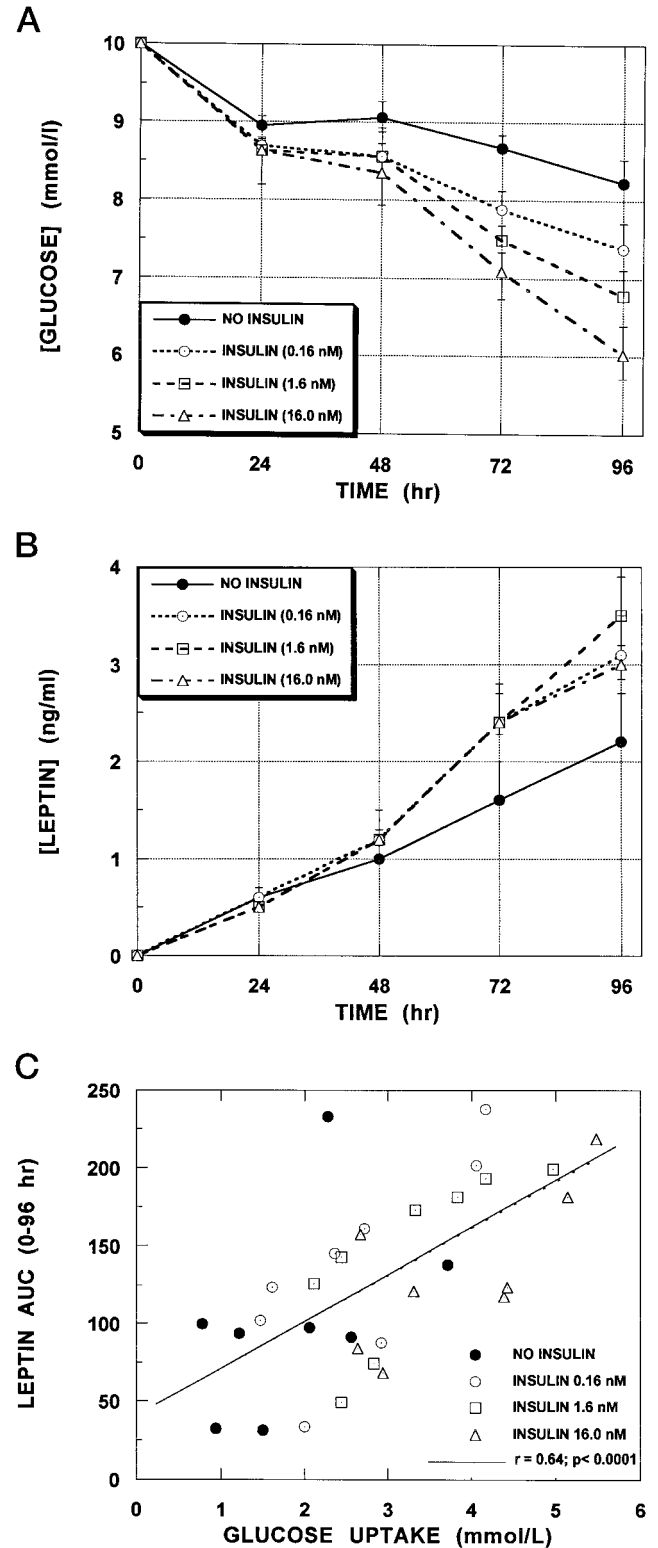 A
10
9
8
7
6
5
[GLUCOSE] (mmol/l)
NO INSULIN
INSULIN (0.16 nM)
INSULIN (1.6 nM)
INSULIN (16.0 nM)
0 24 48 72 96
TIME (hr)
B
4
3
2
1
0
[LEPTIN] (ng/ml)
NO INSULIN
INSULIN (0.16 nM)
INSULIN (1.6 nM)
INSULIN (16.0 nM)
0 24 48 72 96
TIME (hr)
C
250
200
150
100
50
0
LEPTIN AUC (0-96 hr)
NO INSULIN
INSULIN 0.16 nM
INSULIN 1.6 nM
INSULIN 16.0 nM
r = 0.64; p< 0.0001
0 1 2 3 4 5 6
GLUCOSE UPTAKE (mmol/L)